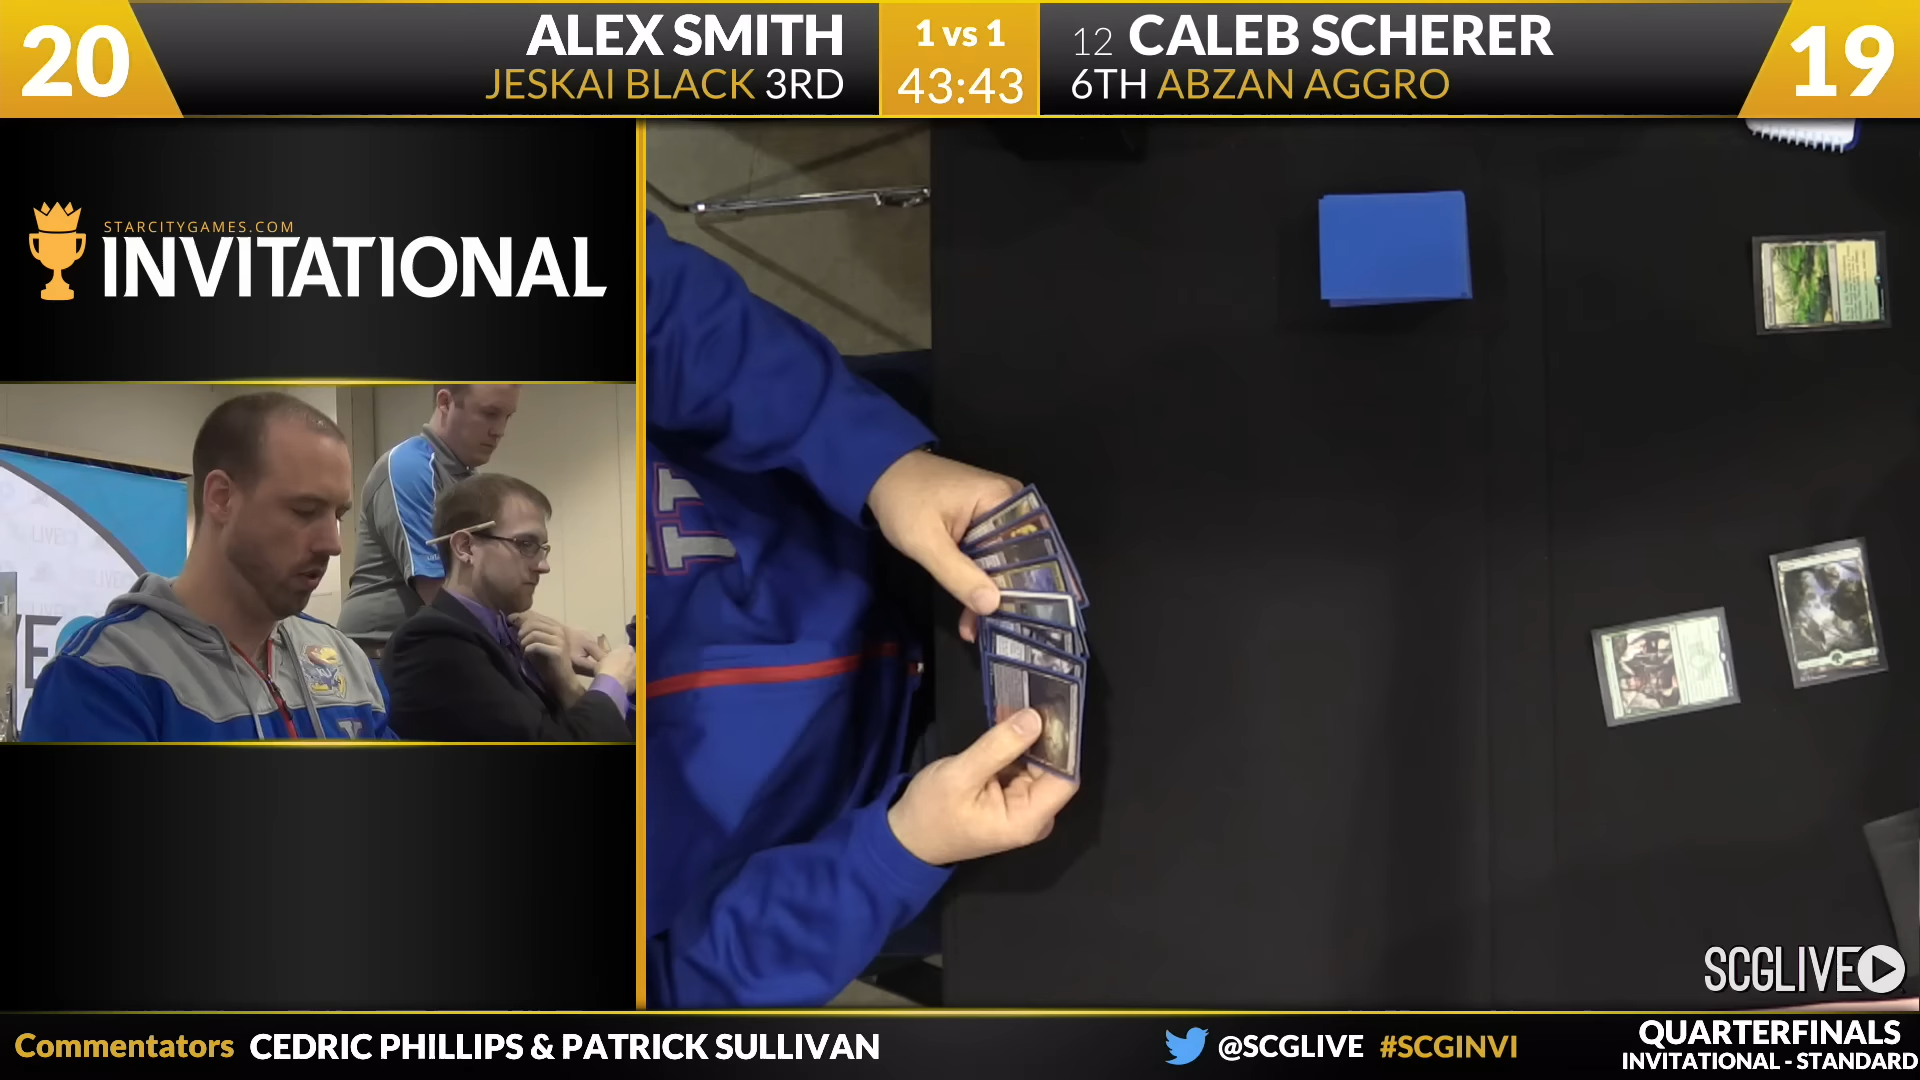 20
ALEX SMITH
JESKAI BLACK 3RD
1 vs 1
43:43
12 CALEB SCHERER
6TH ABZAN AGGRO
19
STARCITYGAMES.COM
INVITATIONAL
SCGLIVE
Commentators CEDRIC PHILLIPS & PATRICK SULLIVAN
@SCGLIVE #SCGINVI
QUARTERFINALS
INVITATIONAL - STANDARD